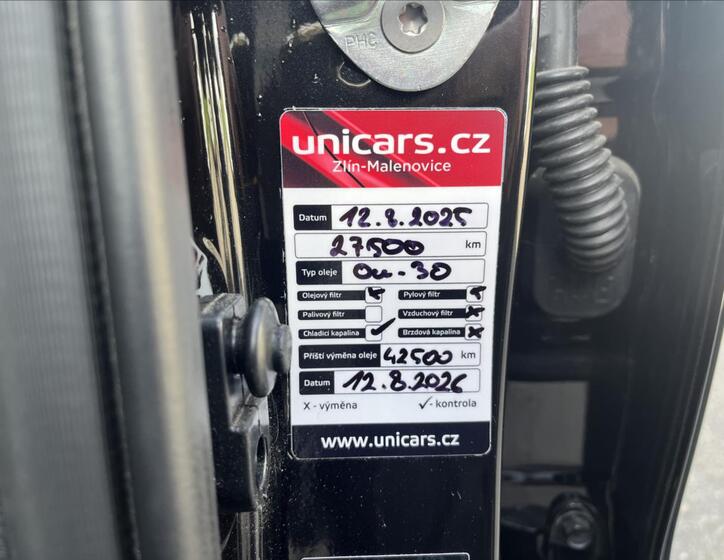 PHC
unicars.cz
Zlín-Malenovice
Datum 12.8.2025
27500 km
Typ oleje 0W-30
Olejový filtr x Pylový filtr x
Palivový filtr Vzduchový filtr x
Chladící kapalina ✓ Brzdová kapalina x
Příští výměna oleje 42500 km
Datum 12.8.2026
X - výměna ✓- kontrola
www.unicars.cz